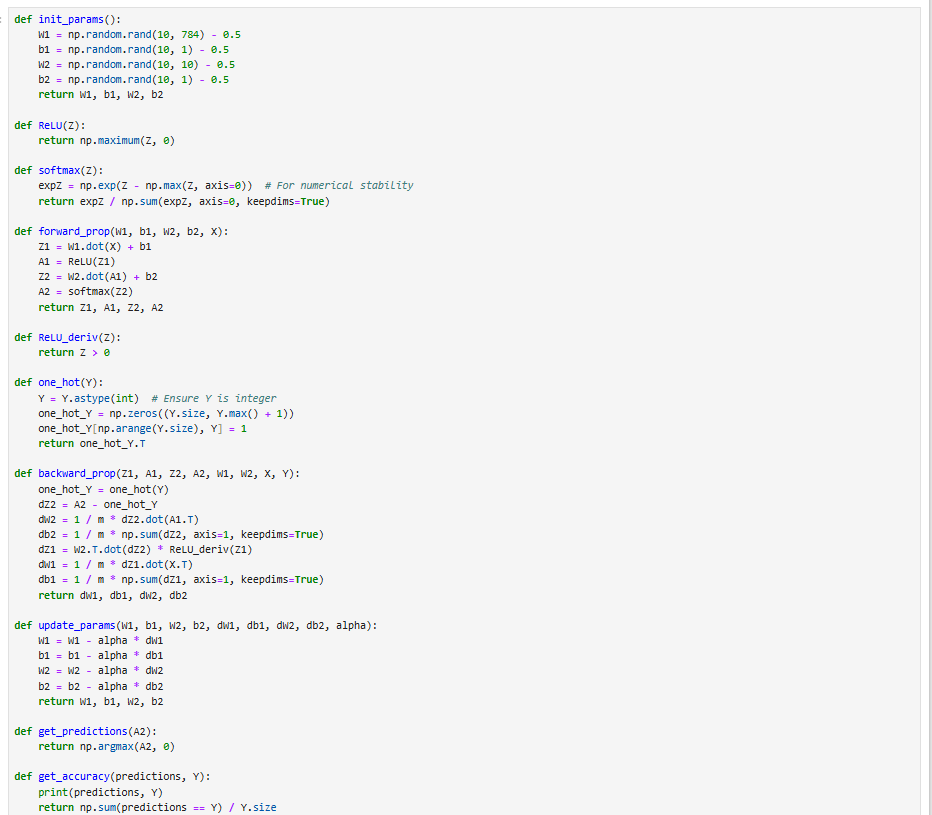 def init_params():
    W1 = np.random.rand(10, 784) - 0.5
    b1 = np.random.rand(10, 1) - 0.5
    W2 = np.random.rand(10, 10) - 0.5
    b2 = np.random.rand(10, 1) - 0.5
    return W1, b1, W2, b2

def ReLU(Z):
    return np.maximum(Z, 0)

def softmax(Z):
    expZ = np.exp(Z - np.max(Z, axis=0))  # For numerical stability
    return expZ / np.sum(expZ, axis=0, keepdims=True)

def forward_prop(W1, b1, W2, b2, X):
    Z1 = W1.dot(X) + b1
    A1 = ReLU(Z1)
    Z2 = W2.dot(A1) + b2
    A2 = softmax(Z2)
    return Z1, A1, Z2, A2

def ReLU_deriv(Z):
    return Z > 0

def one_hot(Y):
    Y = Y.astype(int)  # Ensure Y is integer
    one_hot_Y = np.zeros((Y.size, Y.max() + 1))
    one_hot_Y[np.arange(Y.size), Y] = 1
    return one_hot_Y.T

def backward_prop(Z1, A1, Z2, A2, W1, W2, X, Y):
    one_hot_Y = one_hot(Y)
    dZ2 = A2 - one_hot_Y
    dW2 = 1 / m * dZ2.dot(A1.T)
    db2 = 1 / m * np.sum(dZ2, axis=1, keepdims=True)
    dZ1 = W2.T.dot(dZ2) * ReLU_deriv(Z1)
    dW1 = 1 / m * dZ1.dot(X.T)
    db1 = 1 / m * np.sum(dZ1, axis=1, keepdims=True)
    return dW1, db1, dW2, db2

def update_params(W1, b1, W2, b2, dW1, db1, dW2, db2, alpha):
    W1 = W1 - alpha * dW1
    b1 = b1 - alpha * db1
    W2 = W2 - alpha * dW2
    b2 = b2 - alpha * db2
    return W1, b1, W2, b2

def get_predictions(A2):
    return np.argmax(A2, 0)

def get_accuracy(predictions, Y):
    print(predictions, Y)
    return np.sum(predictions == Y) / Y.size